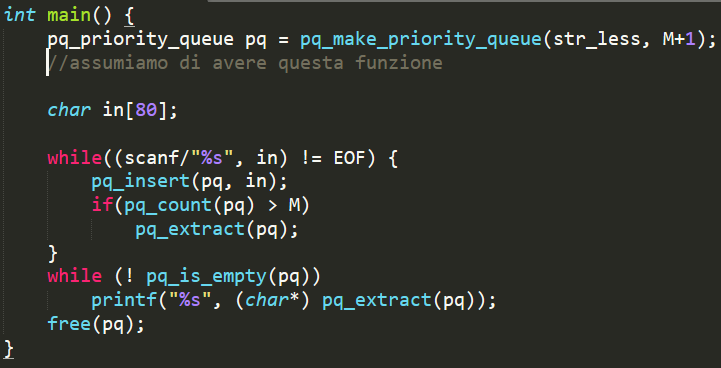 int main() {
pq_priority_queue pq = pq_make_priority_queue(str_less, M+1);
//assumiamo di avere questa funzione
char in[80];
while((scanf/"%s", in) != EOF) {
pq_insert(pq, in);
if(pq_count(pq) > M)
pq_extract(pq);
}
while (! pq_is_empty(pq))
printf("%s", (char*) pq_extract(pq));
free(pq);
}